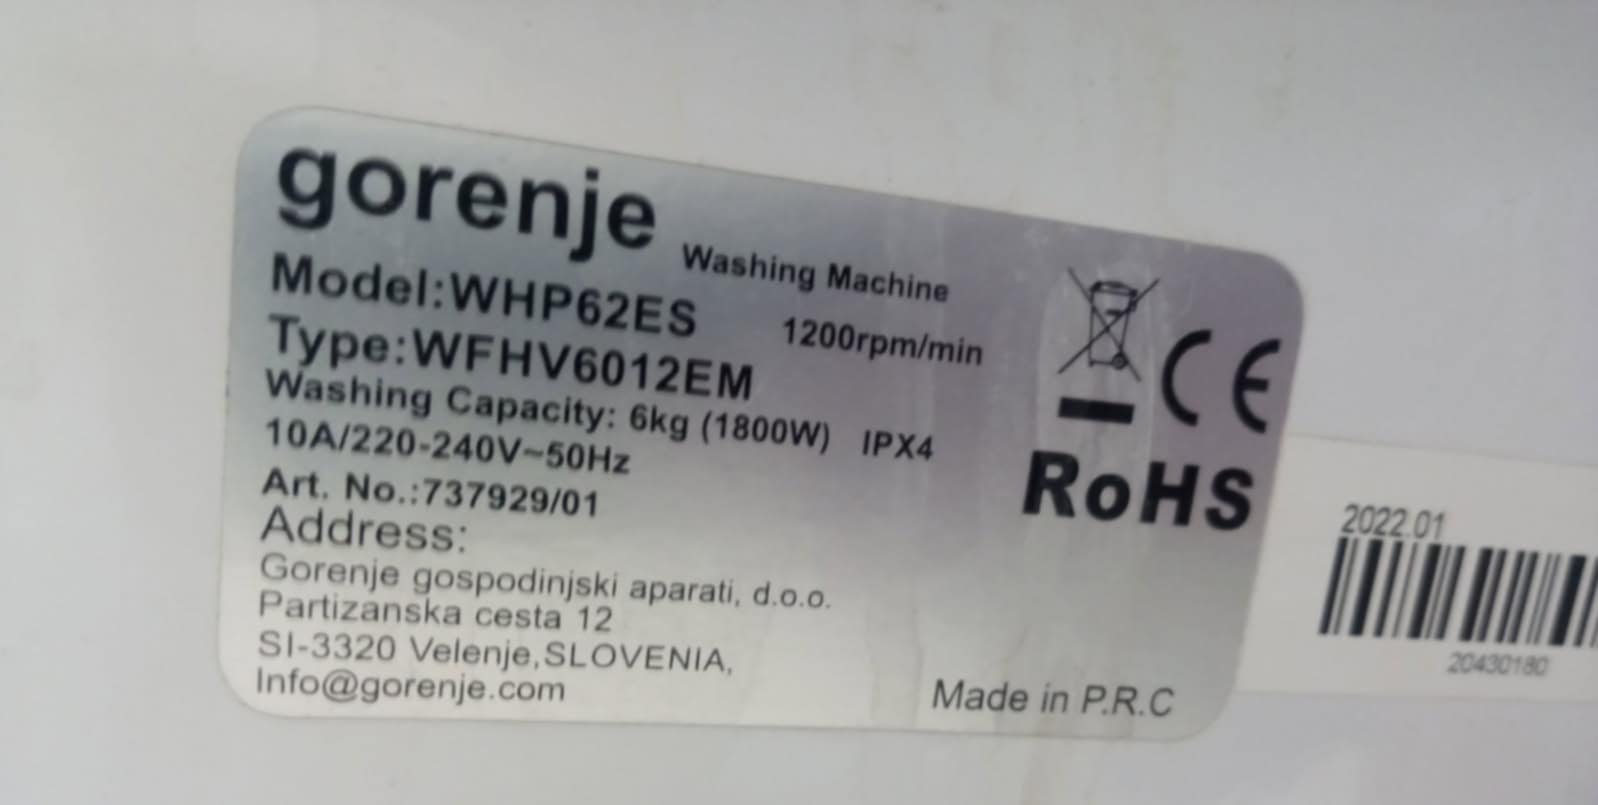 gorenje Washing Machine
Model:WHP62ES 1200rpm/min
Type:WFHV6012EM
Washing Capacity: 6kg (1800W) IPX4
10A/220-240V~50Hz
Art. No.:737929/01
Address:
Gorenje gospodinjski aparati, d.o.o.
Partizanska cesta 12
SI-3320 Velenje,SLOVENIA,
Info@gorenje.com
Made in P.R.C
CE
RoHS
2022.01
20430180